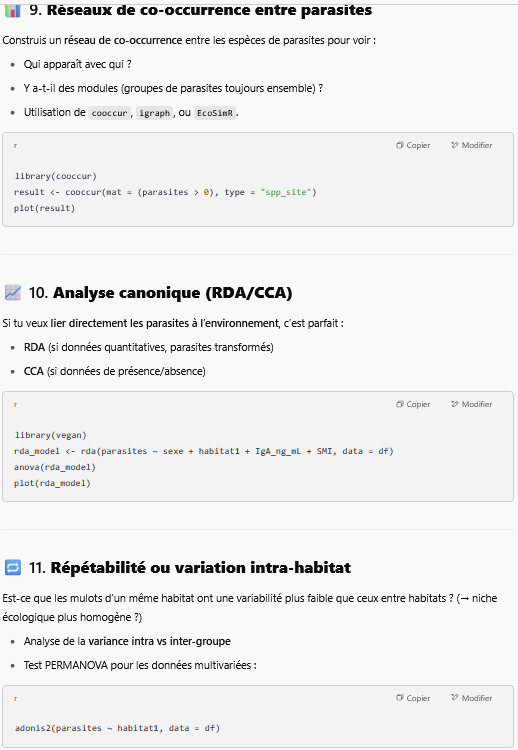 9. Réseaux de co-occurrence entre parasites
Construis un réseau de co-occurrence entre les espèces de parasites pour voir :
• Qui apparaît avec qui ?
• Y a-t-il des modules (groupes de parasites toujours ensemble) ?
• Utilisation de cooccur, igraph, ou EcoSimR.
r Copier Modifier
library(cooccur)
result <- cooccur(mat = (parasites > 0), type = "spp_site")
plot(result)
10. Analyse canonique (RDA/CCA)
Si tu veux lier directement les parasites à l'environnement, c'est parfait :
• RDA (si données quantitatives, parasites transformés)
• CCA (si données de présence/absence)
r Copier Modifier
library(vegan)
rda_model <- rda(parasites ~ sexe + habitat1 + IgA_ng_mL + SMI, data = df)
anova(rda_model)
plot(rda_model)
11. Répétabilité ou variation intra-habitat
Est-ce que les mulots d'un même habitat ont une variabilité plus faible que ceux entre habitats ? (→ niche
écologique plus homogène ?)
• Analyse de la variance intra vs inter-groupe
• Test PERMANOVA pour les données multivariées :
r Copier Modifier
adonis2(parasites ~ habitat1, data = df)